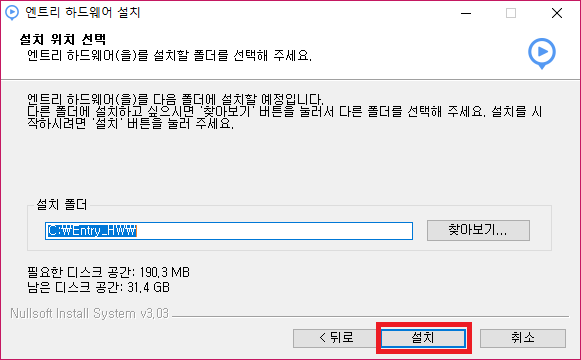 엔트리 하드웨어 설치
설치 위치 선택
엔트리 하드웨어(을)를 설치할 폴더를 선택해 주세요.
엔트리 하드웨어(을)를 다음 폴더에 설치할 예정입니다.
다른 폴더에 설치하고 싶으시면 '찾아보기' 버튼을 눌러서 다른 폴더를 선택해 주세요. 설치를 시
작하시려면 '설치' 버튼을 눌러 주세요.
설치 폴더
C:₩Entry_HW₩
찾아보기...
필요한 디스크 공간: 190.3 MB
남은 디스크 공간: 31.4 GB
Nullsoft Install System v3.03
< 뒤로
설치
취소